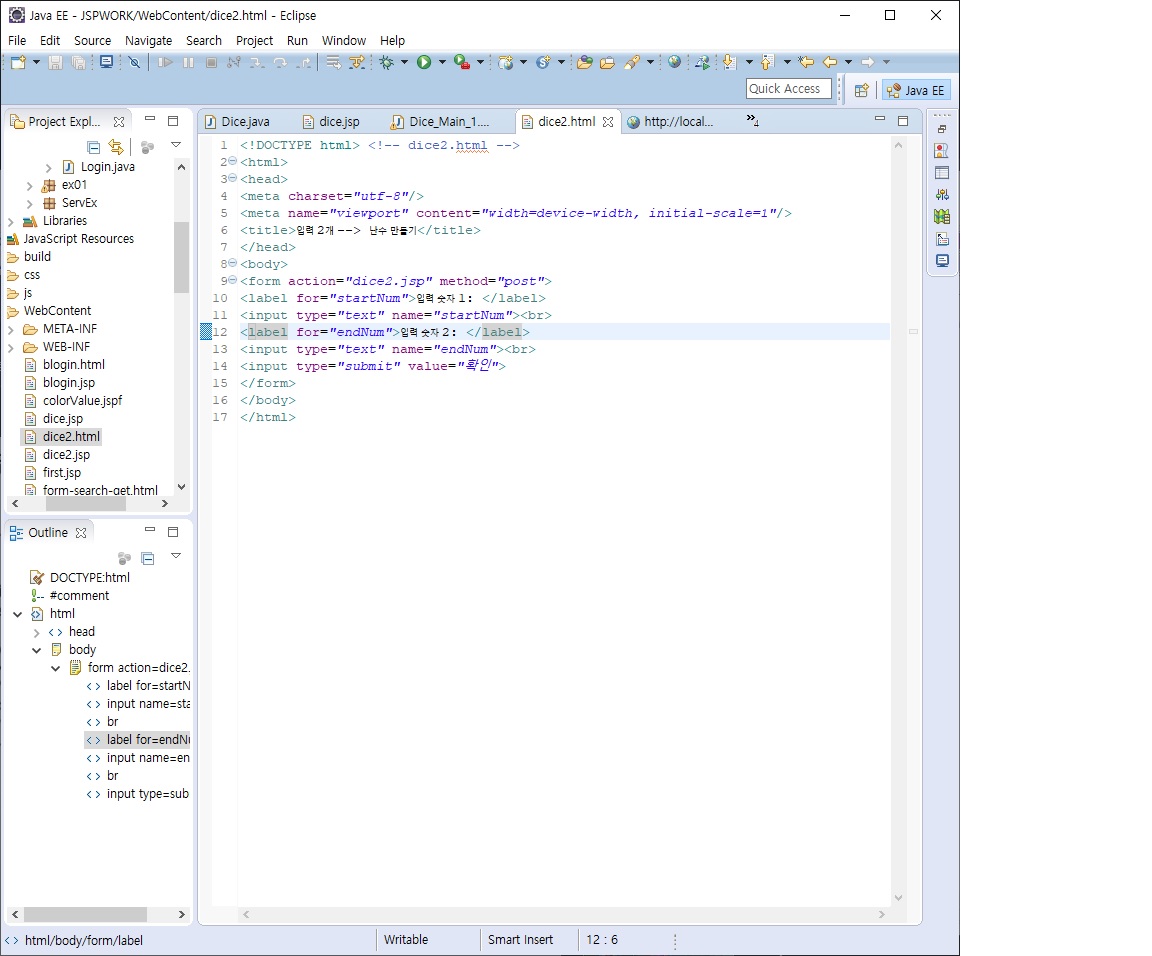 Java EE - JSPWORK/WebContent/dice2.html - Eclipse
File Edit Source Navigate Search Project Run Window Help
Quick Access
Java EE
Project Expl...
Login.java
ex01
ServEx
Libraries
JavaScript Resources
build
css
js
WebContent
META-INF
WEB-INF
blogin.html
blogin.jsp
colorValue.jspf
dice.jsp
dice2.html
dice2.jsp
first.jsp
form-search-get.html
Dice.java dice.jsp Dice_Main_1.... dice2.html http://local... »4
1 <!DOCTYPE html> <!-- dice2.html -->
2 <html>
3 <head>
4 <meta charset="utf-8"/>
5 <meta name="viewport" content="width=device-width, initial-scale=1"/>
6 <title>입력 2개 --> 난수 만들기</title>
7 </head>
8 <body>
9 <form action="dice2.jsp" method="post">
10 <label for="startNum">입력 숫자 1: </label>
11 <input type="text" name="startNum"><br>
12 <label for="endNum">입력 숫자 2: </label>
13 <input type="text" name="endNum"><br>
14 <input type="submit" value="확인">
15 </form>
16 </body>
17 </html>
Outline
DOCTYPE:html
#comment
html
head
body
form action=dice2.
label for=startN
input name=sta
br
label for=endNu
input name=en
br
input type=sub
html/body/form/label
Writable
Smart Insert
12 : 6